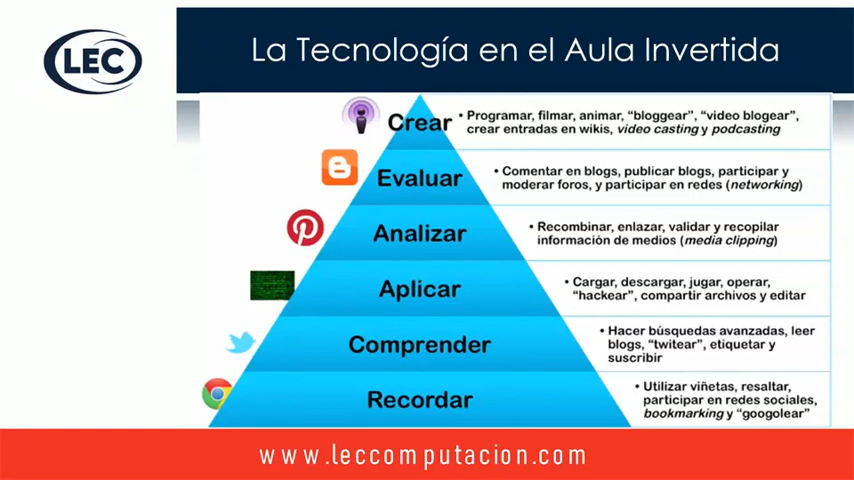 LEC
La Tecnología en el Aula Invertida
Crear
• Programar, filmar, animar, “bloggear”, “video blogear”,
crear entradas en wikis, video casting y podcasting
Evaluar
• Comentar en blogs, publicar blogs, participar y
moderar foros, y participar en redes (networking)
Analizar
• Recombinar, enlazar, validar y recopilar
información de medios (media clipping)
Aplicar
• Cargar, descargar, jugar, operar,
“hackear”, compartir archivos y editar
Comprender
• Hacer búsquedas avanzadas, leer
blogs, “twitear”, etiquetar y
suscribir
Recordar
• Utilizar viñetas, resaltar,
participar en redes sociales,
bookmarking y “googolear”
www.leccomputacion.com